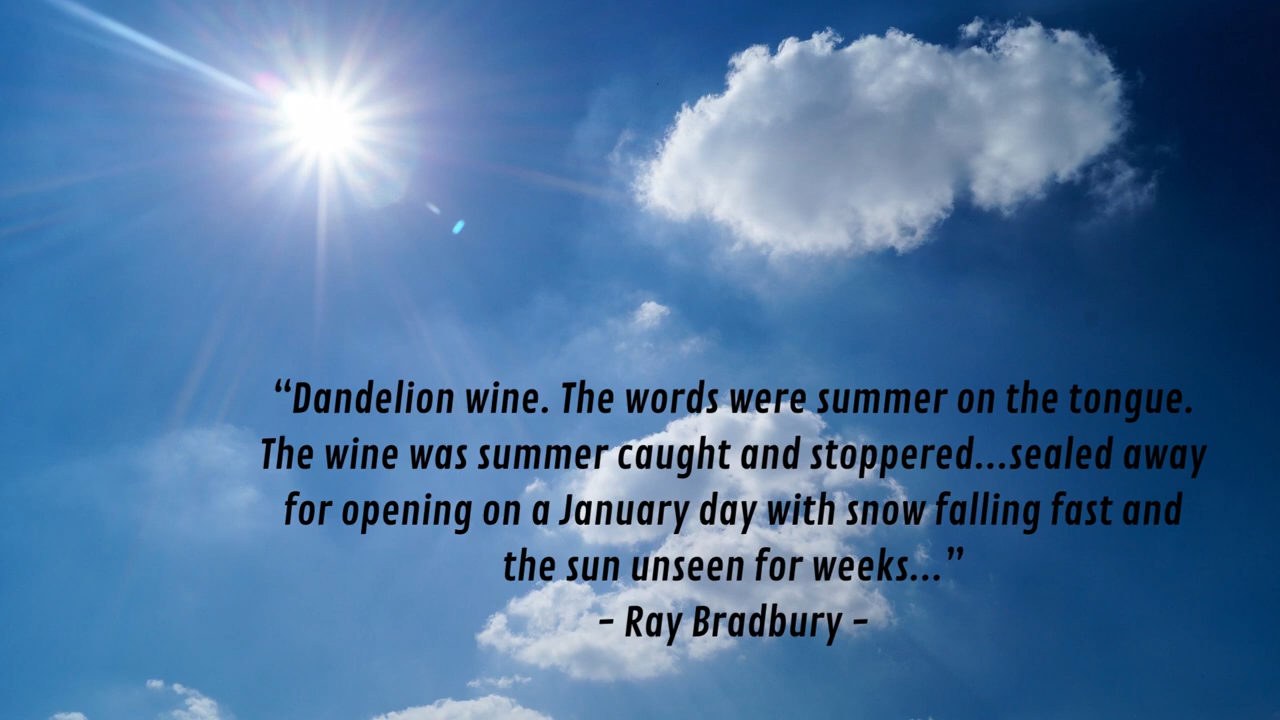 “Dandelion wine. The words were summer on the tongue.
The wine was summer caught and stoppered...sealed away
for opening on a January day with snow falling fast and
the sun unseen for weeks...”
- Ray Bradbury -